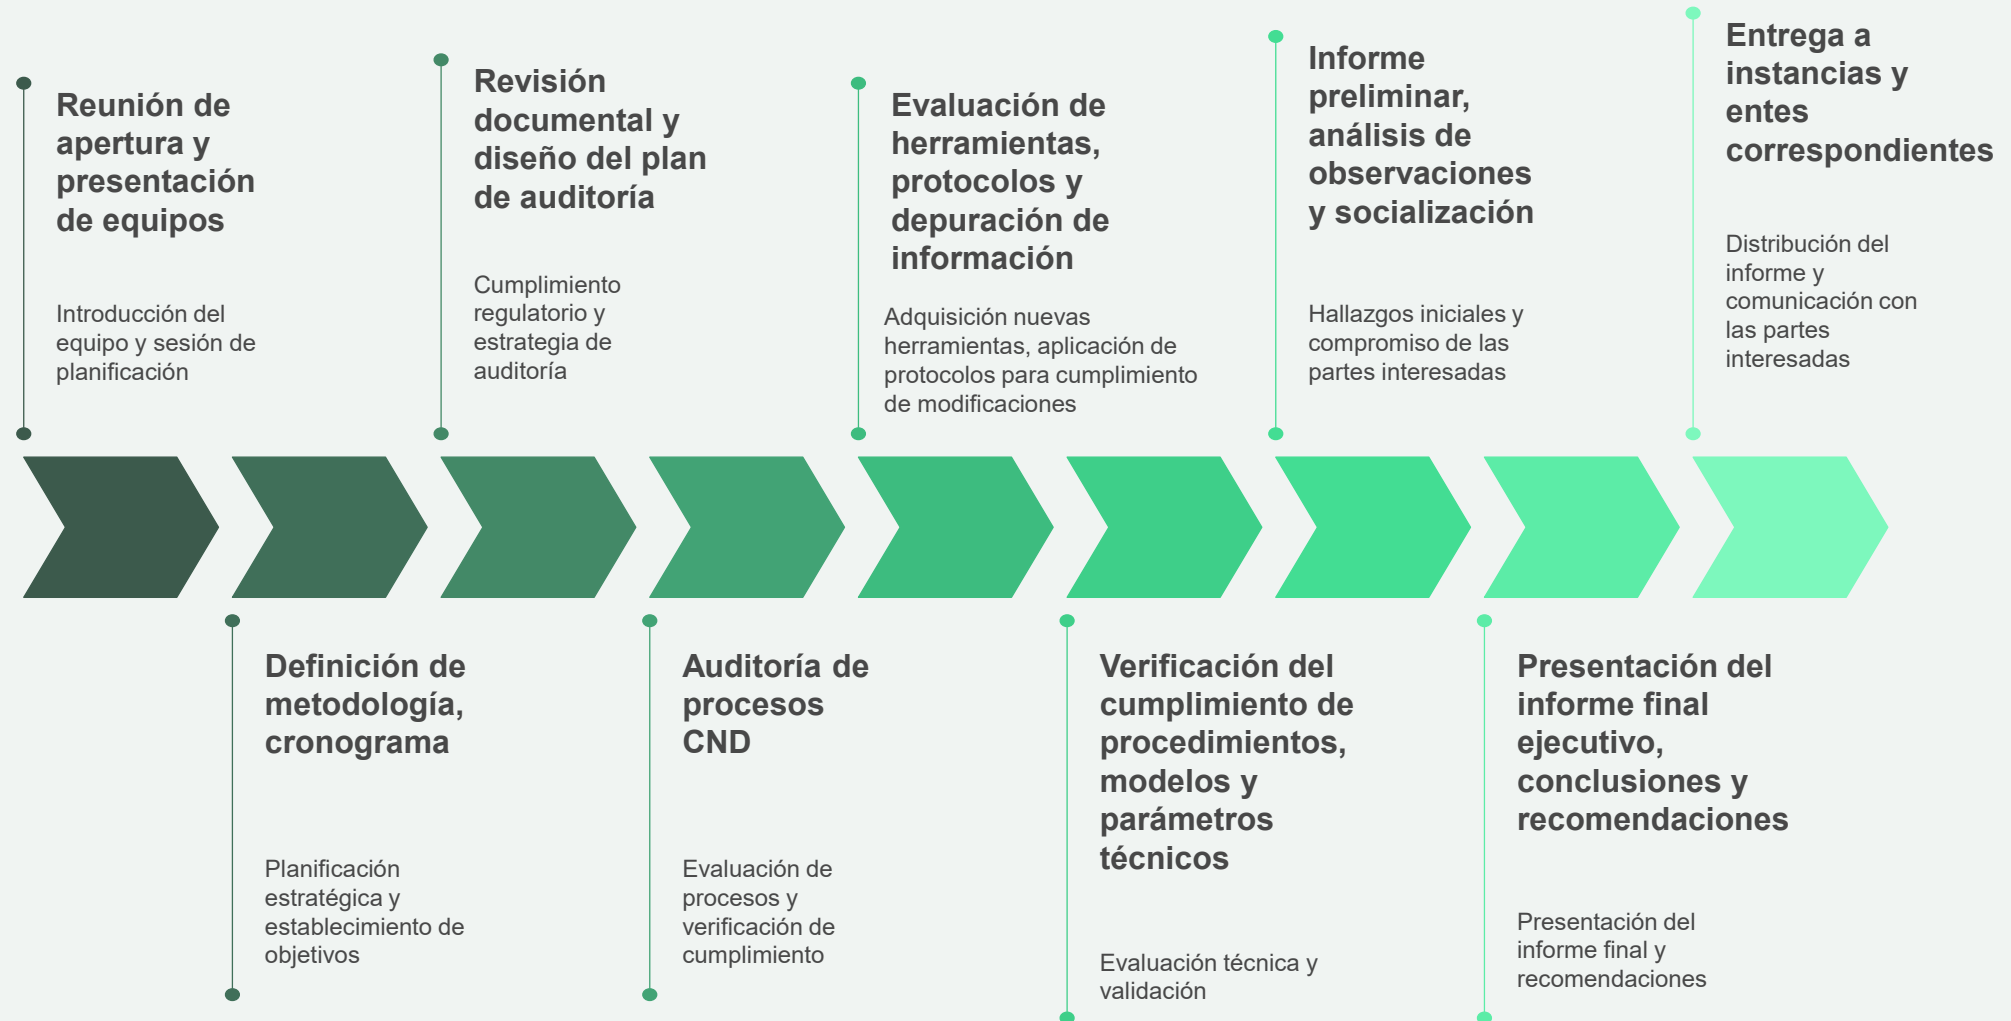 Reunión de
apertura y
presentación
de equipos
Introducción del
equipo y sesión de
planificación
Definición de
metodología,
cronograma
Planificación
estratégica y
establecimiento de
objetivos
Revisión
documental y
diseño del plan
de auditoría
Cumplimiento
regulatorio y
estrategia de
auditoría
Auditoría de
procesos
CND
Evaluación de
procesos y
verificación de
cumplimiento
Evaluación de
herramientas,
protocolos y
depuración de
información
Adquisición nuevas
herramientas, aplicación de
protocolos para cumplimiento
de modificaciones
Verificación del
cumplimiento de
procedimientos,
modelos y
parámetros
técnicos
Evaluación técnica y
validación
Informe
preliminar,
análisis de
observaciones
y socialización
Hallazgos iniciales y
compromiso de las
partes interesadas
Presentación del
informe final
ejecutivo,
conclusiones y
recomendaciones
Presentación del
informe final y
recomendaciones
Entrega a
instancias y
entes
correspondientes
Distribución del
informe y
comunicación con
las partes
interesadas